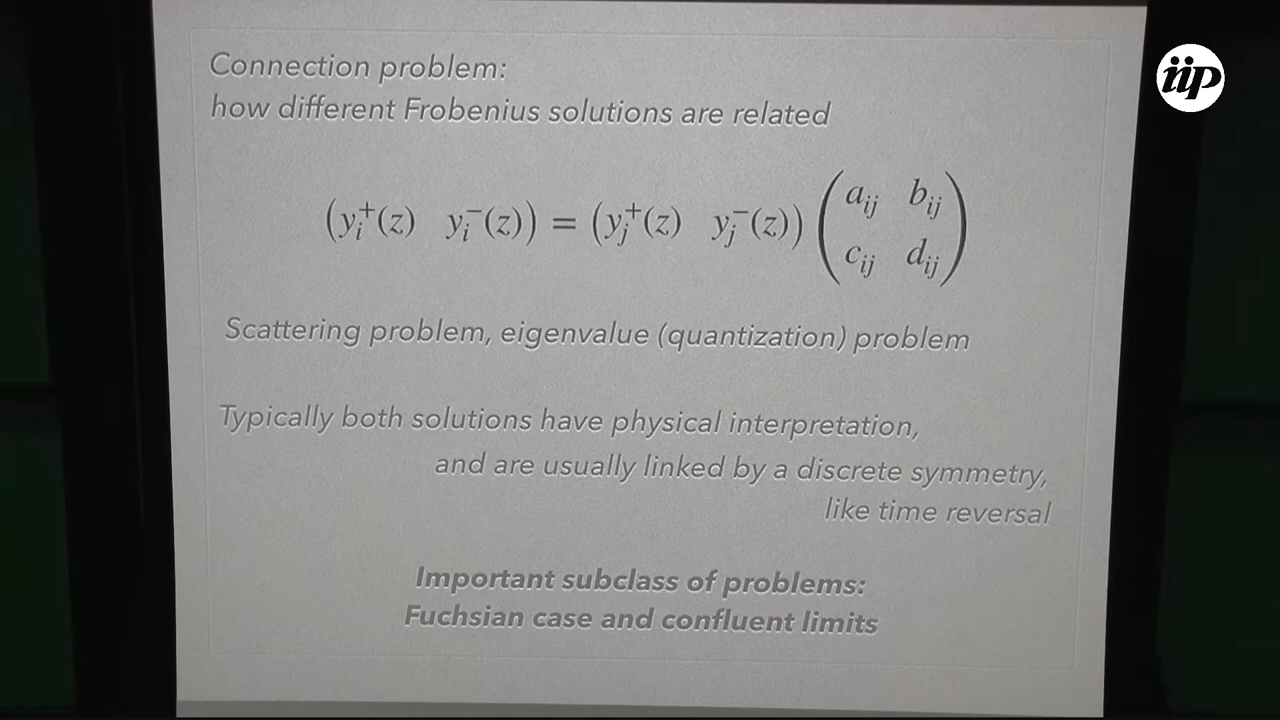 Connection problem:
how different Frobenius solutions are related
(y_i^+(z) y_i^-(z)) = (y_j^+(z) y_j^-(z)) (a_ij b_ij
c_ij d_ij)
Scattering problem, eigenvalue (quantization) problem
Typically both solutions have physical interpretation,
and are usually linked by a discrete symmetry,
like time reversal
Important subclass of problems:
Fuchsian case and confluent limits
iip